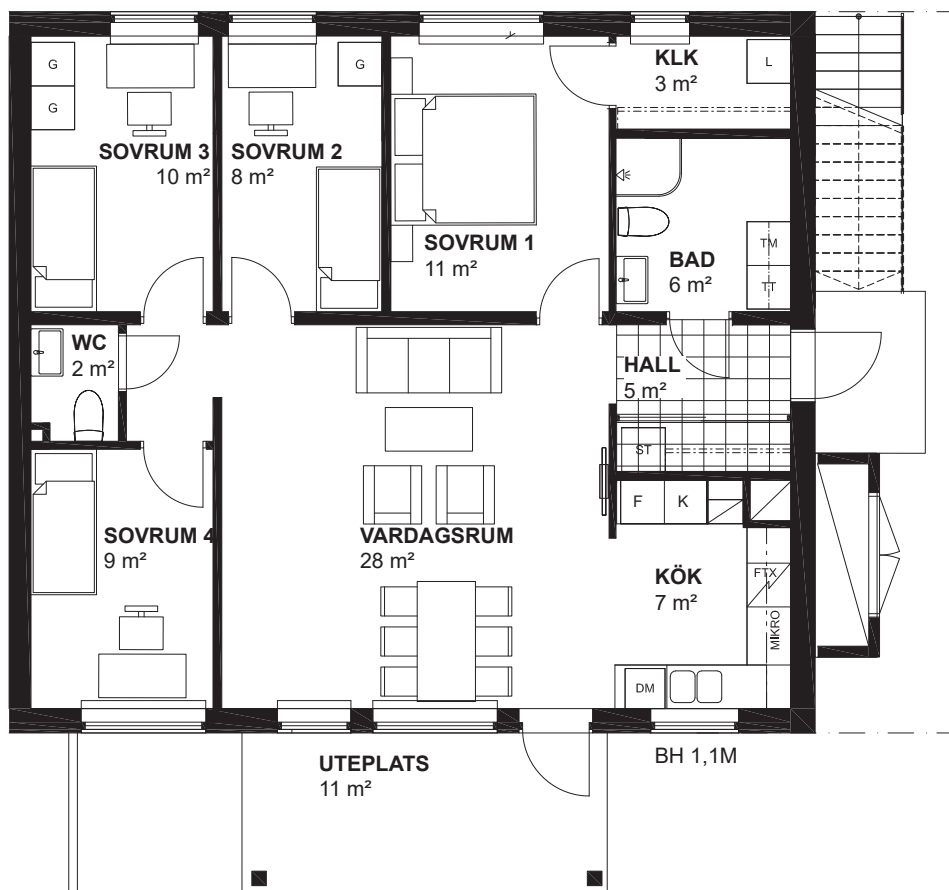 G
G
G
L
KLK
3 m²
SOVRUM 3
10 m²
SOVRUM 2
8 m²
SOVRUM 1
11 m²
BAD
6 m²
TM
TT
WC
2 m²
HALL
5 m²
ST
F
K
SOVRUM 4
9 m²
VARDAGSRUM
28 m²
KÖK
7 m²
FTX
MIKRO
DM
UTEPLATS
11 m²
BH 1,1M